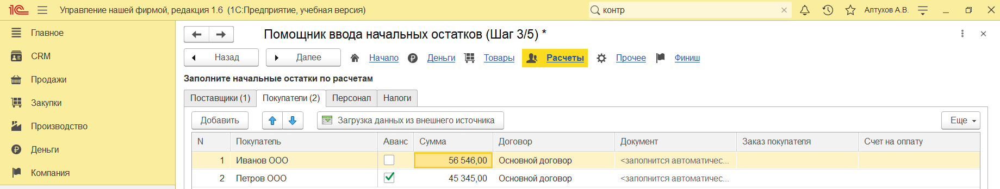 1С Управление нашей фирмой, редакция 1.6 (1С:Предприятие, учебная версия) контр Алтухов А.В.
Главное
CRM
Продажи
Закупки
Производство
Деньги
Компания
Помощник ввода начальных остатков (Шаг 3/5) *
Назад Далее Начало Деньги Товары Расчеты Прочее Финиш
Заполните начальные остатки по расчетам
Поставщики (1) Покупатели (2) Персонал Налоги
Добавить Загрузка данных из внешнего источника Еще
N Покупатель Аванс Сумма Договор Документ Заказ покупателя Счет на оплату
1 Иванов ООО 56 546,00 Основной договор <заполнится автоматичес...
2 Петров ООО 45 345,00 Основной договор <заполнится автоматичес...